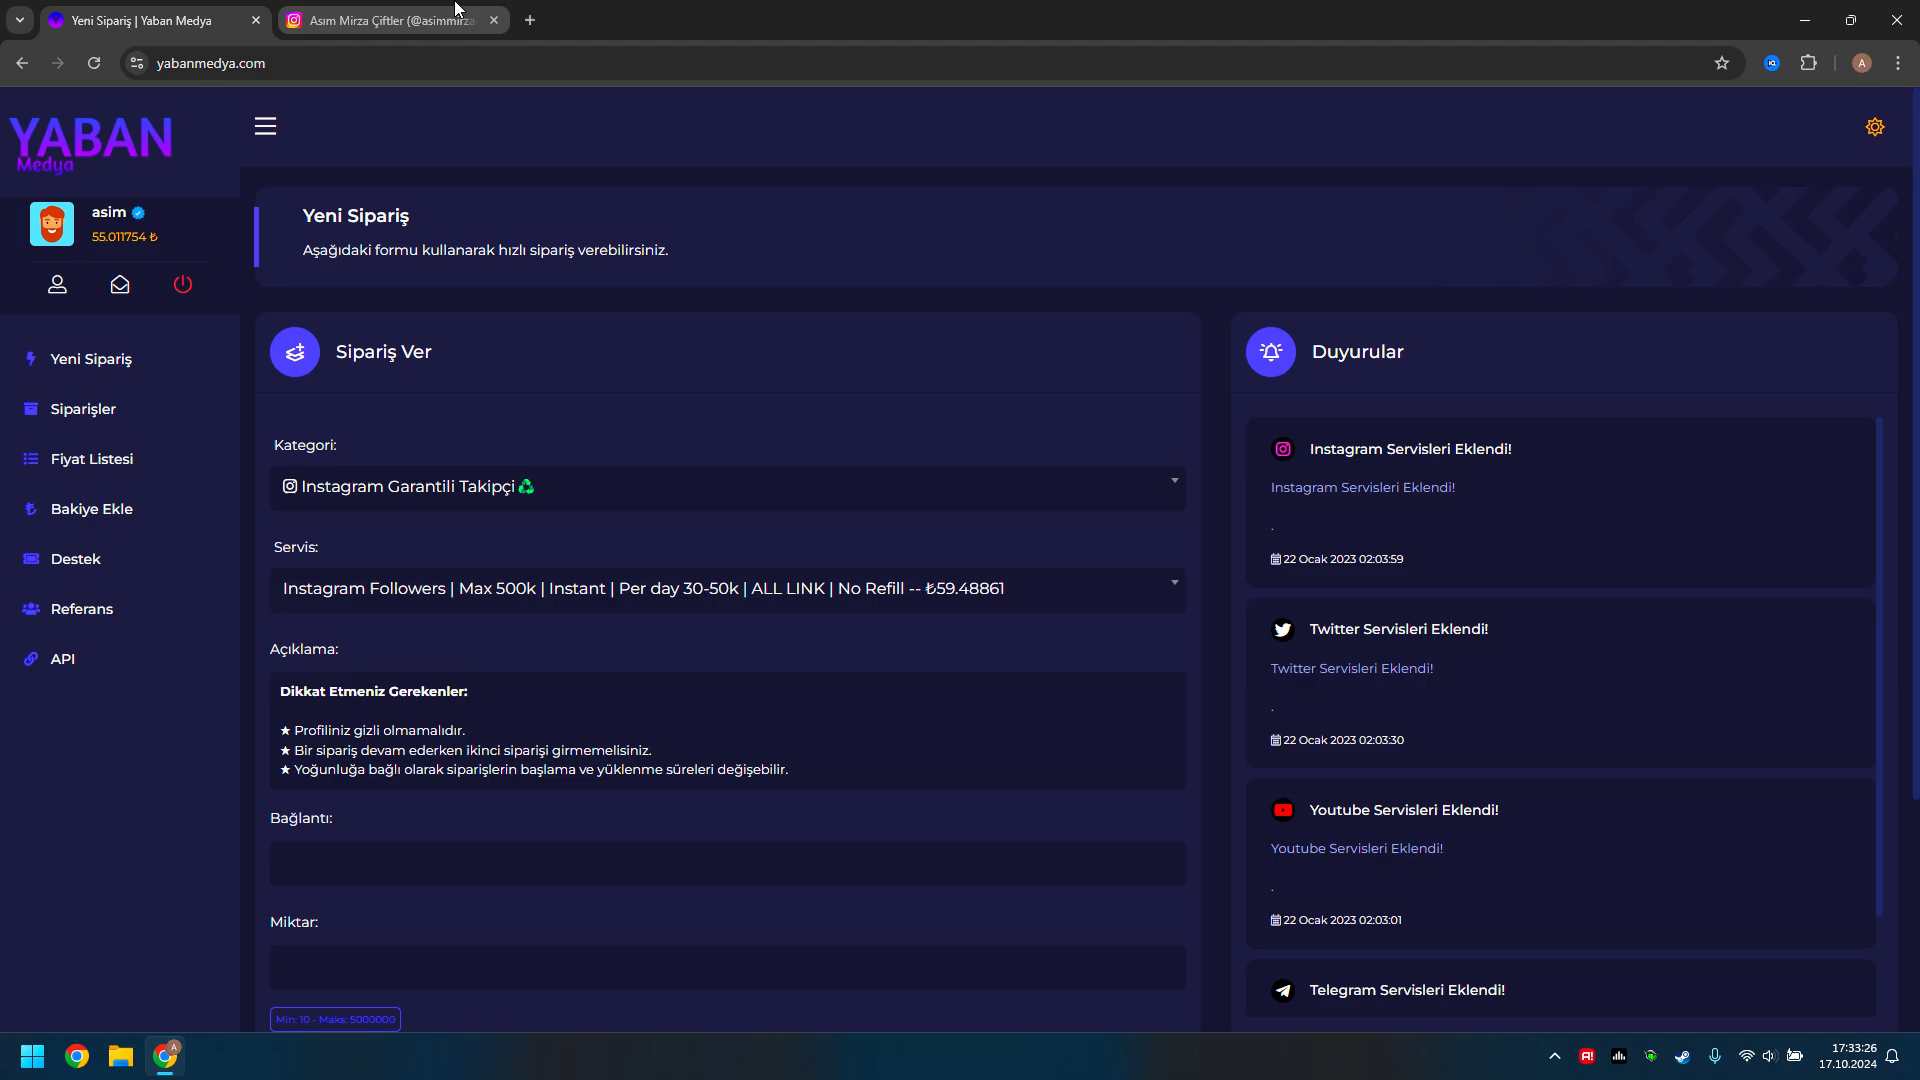 Yeni Sipariş | Yaban Medya
Asım Mirza Çiftler (@asimmirza
yabanmedya.com
A
YABAN
Medya
asim
55.011754 ₺
Yeni Sipariş
Siparişler
Fiyat Listesi
Bakiye Ekle
Destek
Referans
API
Yeni Sipariş
Aşağıdaki formu kullanarak hızlı sipariş verebilirsiniz.
Sipariş Ver
Kategori:
Instagram Garantili Takipçi
Servis:
Instagram Followers | Max 500k | Instant | Per day 30-50k | ALL LINK | No Refill -- ₺59.48861
Açıklama:
Dikkat Etmeniz Gerekenler:
★ Profiliniz gizli olmamalıdır.
★ Bir sipariş devam ederken ikinci siparişi girmemelisiniz.
★ Yoğunluğa bağlı olarak siparişlerin başlama ve yüklenme süreleri değişebilir.
Bağlantı:
Miktar:
Min: 10 - Maks: 5000000
Duyurular
Instagram Servisleri Eklendi!
Instagram Servisleri Eklendi!
.
22 Ocak 2023 02:03:59
Twitter Servisleri Eklendi!
Twitter Servisleri Eklendi!
.
22 Ocak 2023 02:03:30
Youtube Servisleri Eklendi!
Youtube Servisleri Eklendi!
.
22 Ocak 2023 02:03:01
Telegram Servisleri Eklendi!
A
17:33:26
17.10.2024